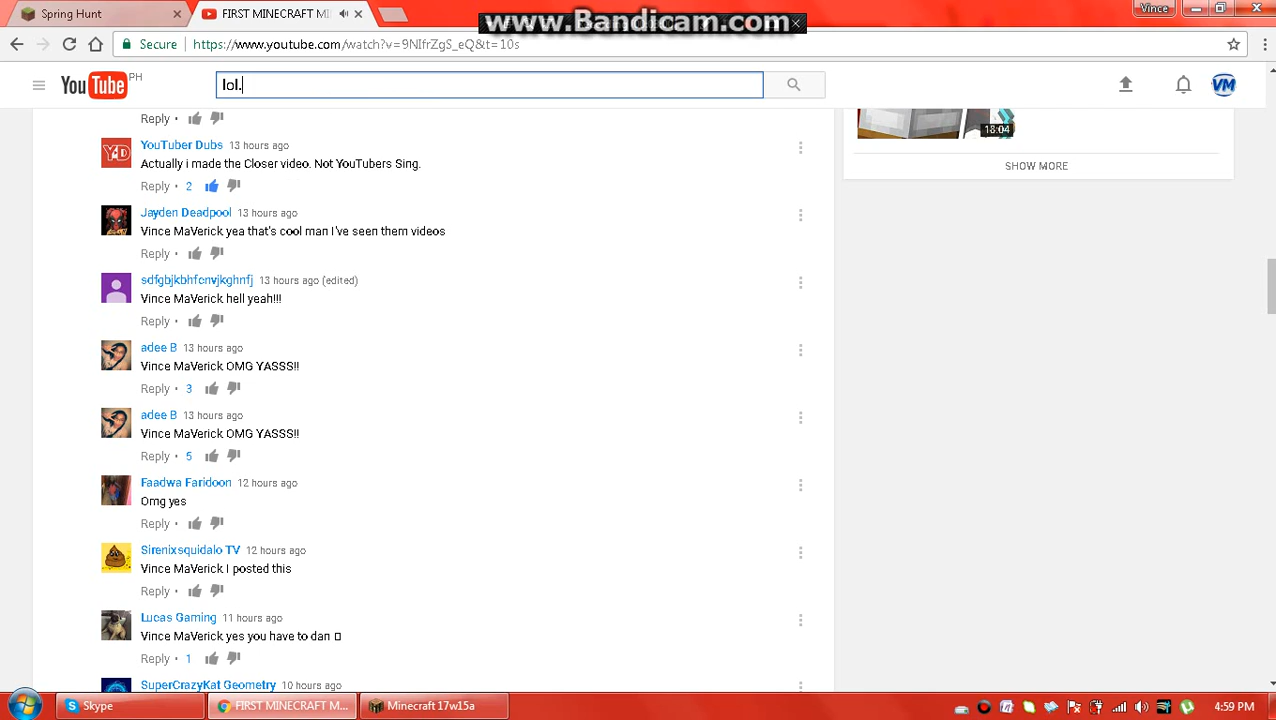 Spring Hunt
FIRST MINECRAFT M
www.Bandicam.com
Vince
Secure
https://www.youtube.com/watch?v=9NIfrZgS_eQ&t=10s
YouTube PH
lol.
VM
Reply
18:04
SHOW MORE
YouTuber Dubs 13 hours ago
Actually i made the Closer video. Not YouTubers Sing.
Reply 2
Jayden Deadpool 13 hours ago
Vince MaVerick yea that's cool man I've seen them videos
Reply
sdfgbjkbhfcnvjkghnfj 13 hours ago (edited)
Vince MaVerick hell yeah!!!
Reply
adee B 13 hours ago
Vince MaVerick OMG YASSS!!
Reply 3
adee B 13 hours ago
Vince MaVerick OMG YASSS!!
Reply 5
Faadwa Faridoon 12 hours ago
Omg yes
Reply
Sirenixsquidalo TV 12 hours ago
Vince MaVerick I posted this
Reply
Lucas Gaming 11 hours ago
Vince MaVerick yes you have to dan
Reply 1
SuperCrazyKat Geometry 10 hours ago
Skype
FIRST MINECRAFT M...
Minecraft 17w15a
4:59 PM